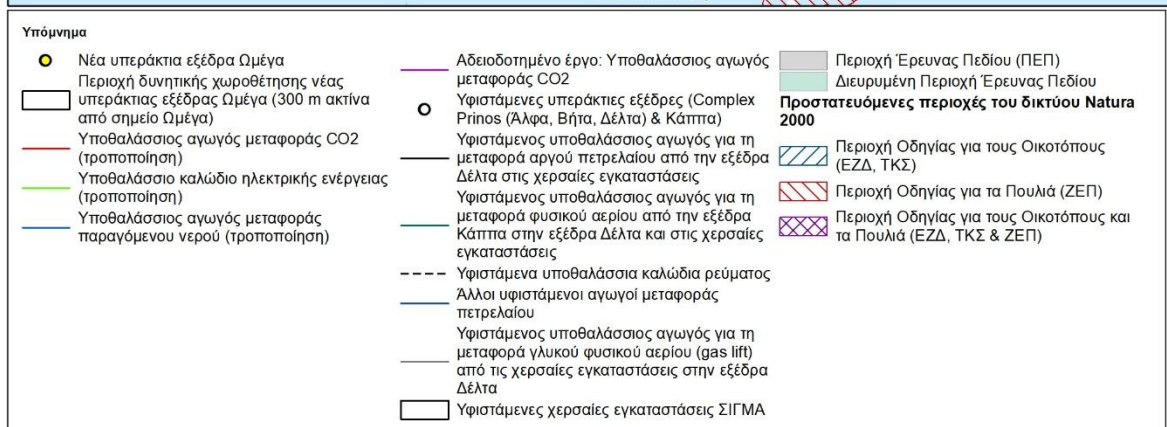 Υπόμνημα
Νέα υπεράκτια εξέδρα Ωμέγα
Περιοχή δυνητικής χωροθέτησης νέας
υπεράκτιας εξέδρας Ωμέγα (300 m ακτίνα
από σημείο Ωμέγα)
Υποθαλάσσιος αγωγός μεταφοράς CO2
(τροποποίηση)
Υποθαλάσσιο καλώδιο ηλεκτρικής ενέργειας
(τροποποίηση)
Υποθαλάσσιος αγωγός μεταφοράς
παραγόμενου νερού (τροποποίηση)
Αδειοδοτημένο έργο: Υποθαλάσσιος αγωγός
μεταφοράς CO2
Υφιστάμενες υπεράκτιες εξέδρες (Complex
Prinos (Άλφα, Βήτα, Δέλτα) & Κάππα)
Υφιστάμενος υποθαλάσσιος αγωγός για τη
μεταφορά αργού πετρελαίου από την εξέδρα
Δέλτα στις χερσαίες εγκαταστάσεις
Υφιστάμενος υποθαλάσσιος αγωγός για τη
μεταφορά φυσικού αερίου από την εξέδρα
Κάππα στην εξέδρα Δέλτα και στις χερσαίες
εγκαταστάσεις
Υφιστάμενα υποθαλάσσια καλώδια ρεύματος
Άλλοι υφιστάμενοι αγωγοί μεταφοράς
πετρελαίου
Υφιστάμενος υποθαλάσσιος αγωγός για τη
μεταφορά γλυκού φυσικού αερίου (gas lift)
από τις χερσαίες εγκαταστάσεις στην εξέδρα
Δέλτα
Υφιστάμενες χερσαίες εγκαταστάσεις ΣΙΓΜΑ
Περιοχή Έρευνας Πεδίου (ΠΕΠ)
Διευρυμένη Περιοχή Έρευνας Πεδίου
Προστατευόμενες περιοχές του δικτύου Natura
2000
Περιοχή Οδηγίας για τους Οικοτόπους
(ΕΖΔ, ΤΚΣ)
Περιοχή Οδηγίας για τα Πουλιά (ΖΕΠ)
Περιοχή Οδηγίας για τους Οικοτόπους και
τα Πουλιά (ΕΖΔ, ΤΚΣ & ΖΕΠ)